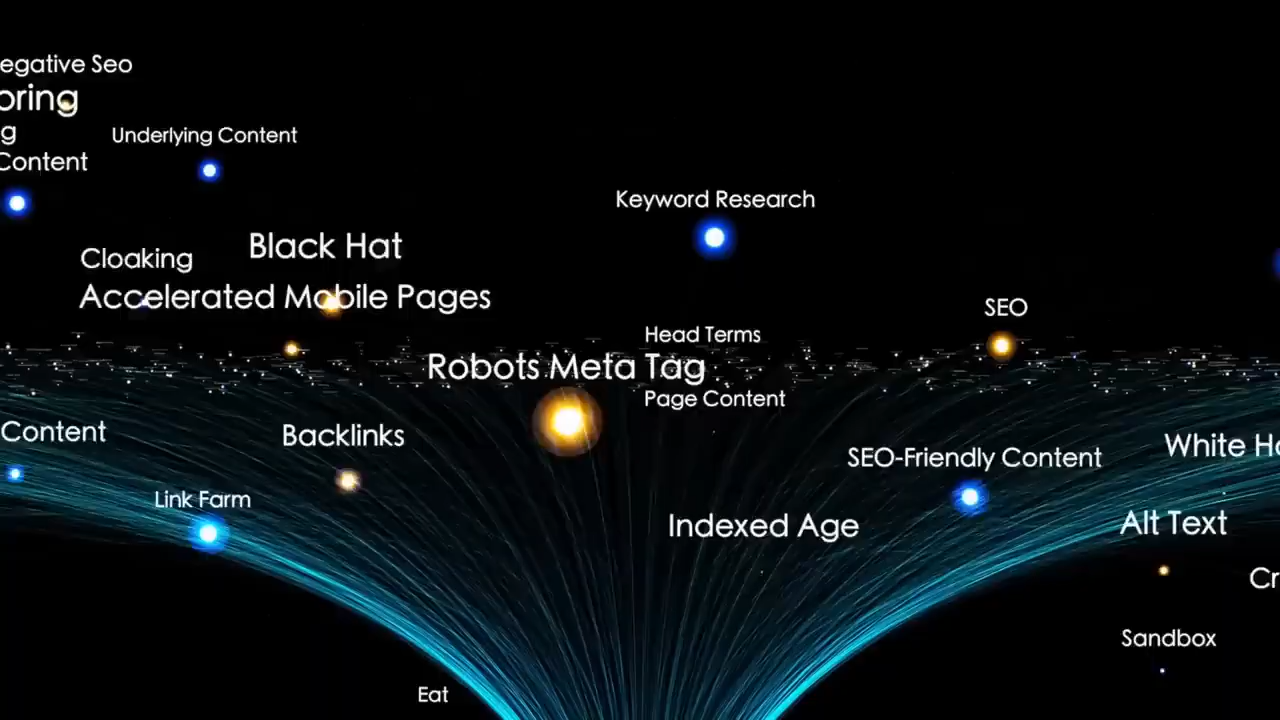 egative Seo
oring
g
Underlying Content
Content
Keyword Research
Black Hat
Cloaking
Accelerated Mobile Pages
SEO
Head Terms
Robots Meta Tag
Page Content
Content
Backlinks
White H
SEO-Friendly Content
Link Farm
Indexed Age
Alt Text
Cr
Sandbox
Eat